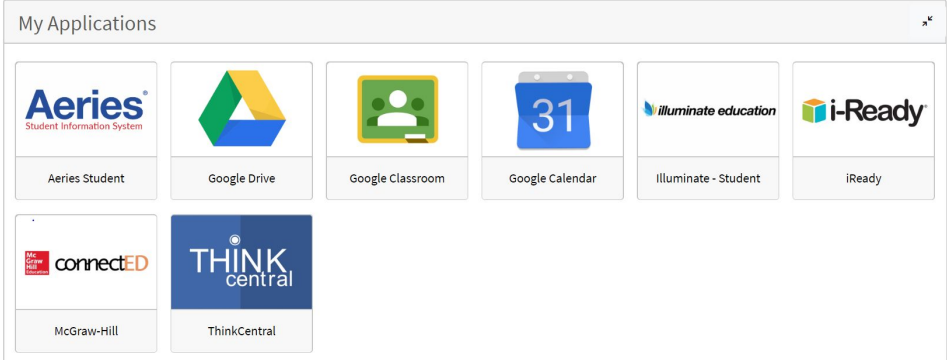 My Applications
Aeries®
Student Information System
31
illuminate education
i-Ready®
Aeries Student
Google Drive
Google Classroom
Google Calendar
Illuminate - Student
iReady
Mc
Graw
Hill
Education
connectED
THINK
central
McGraw-Hill
ThinkCentral